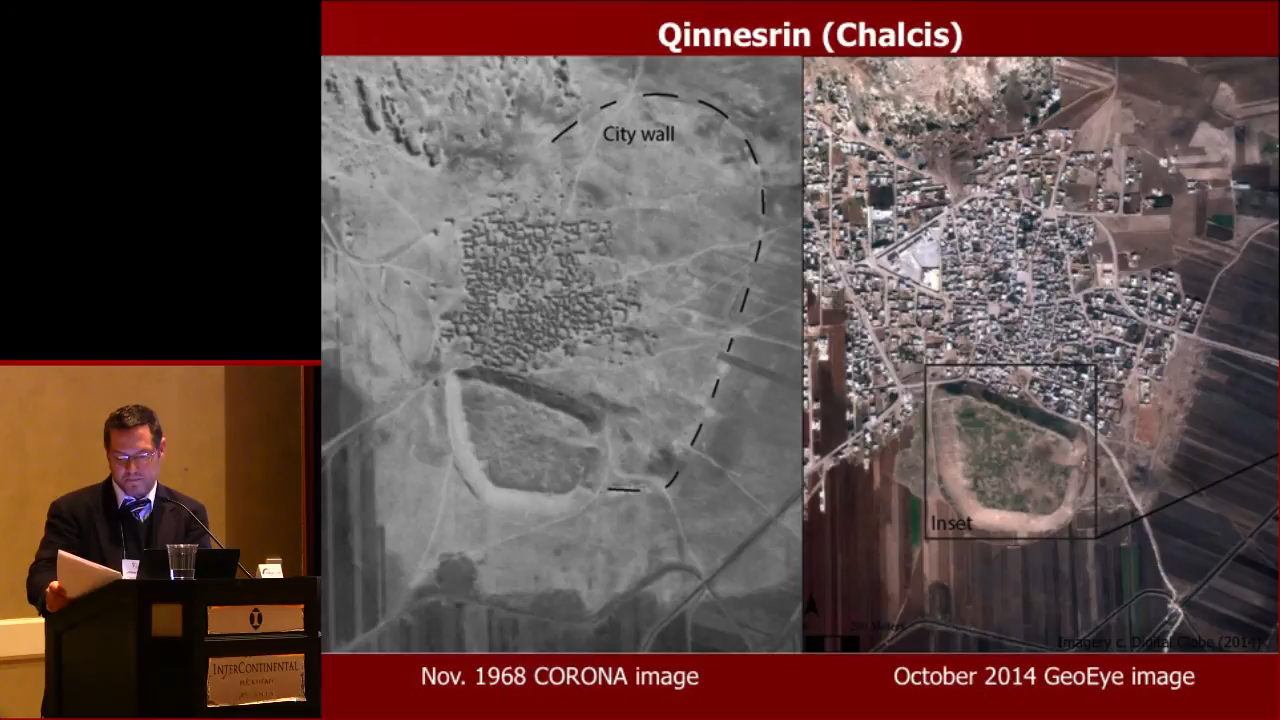 Qinnesrin (Chalcis)
City wall
Inset
Imagery c. Digital Globe (2014)
Nov. 1968 CORONA image
October 2014 GeoEye image
INTERCONTINENTAL